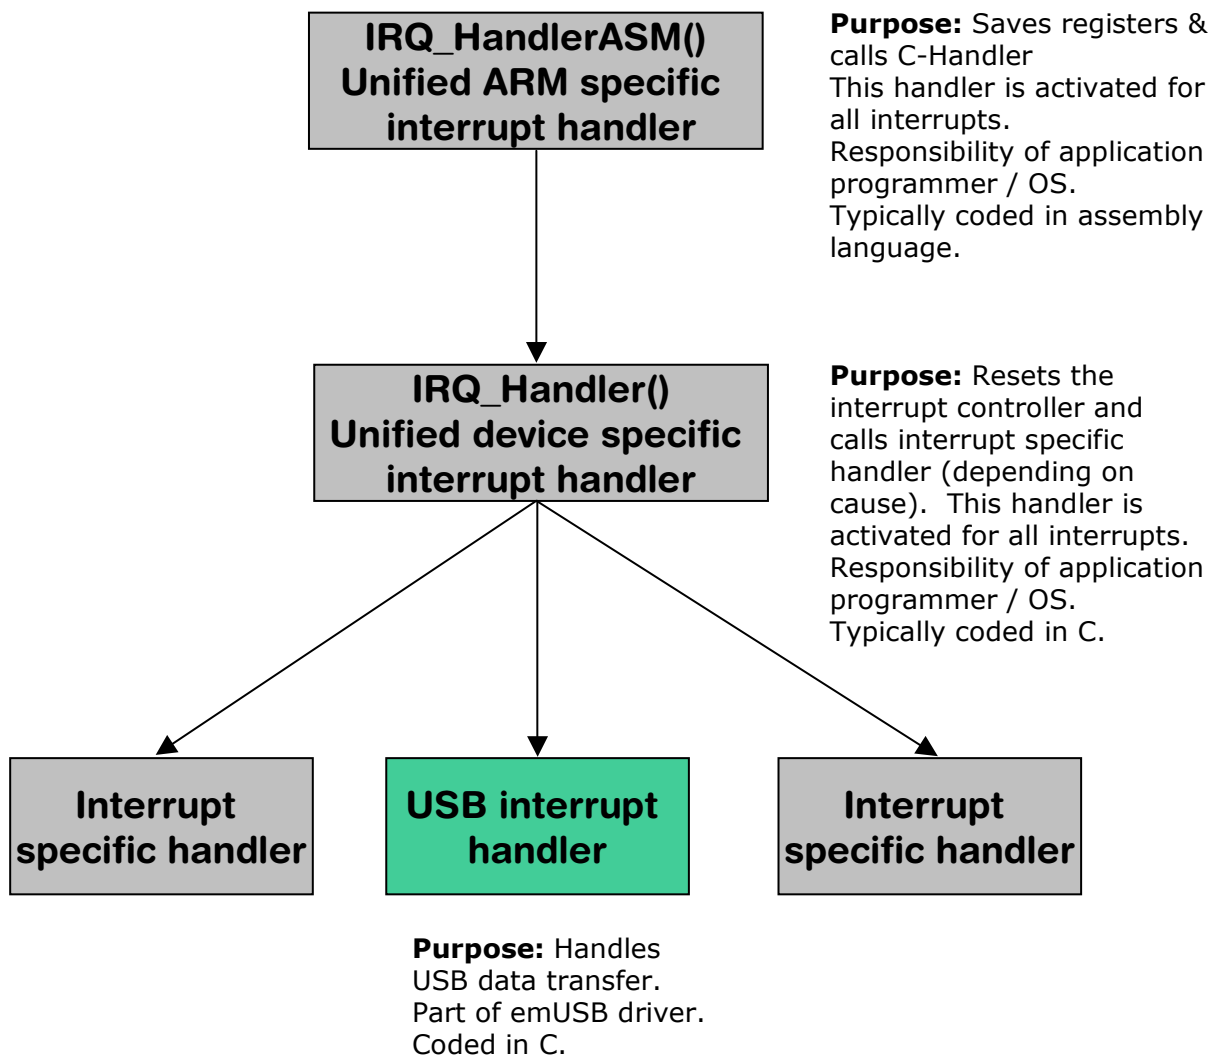 IRQ_HandlerASM()
Unified ARM specific
interrupt handler
Purpose: Saves registers &
calls C-Handler
This handler is activated for
all interrupts.
Responsibility of application
programmer / OS.
Typically coded in assembly
language.
IRQ_Handler()
Unified device specific
interrupt handler
Purpose: Resets the
interrupt controller and
calls interrupt specific
handler (depending on
cause).  This handler is
activated for all interrupts.
Responsibility of application
programmer / OS.
Typically coded in C.
Interrupt
specific handler
USB interrupt
handler
Interrupt
specific handler
Purpose: Handles
USB data transfer.
Part of emUSB driver.
Coded in C.